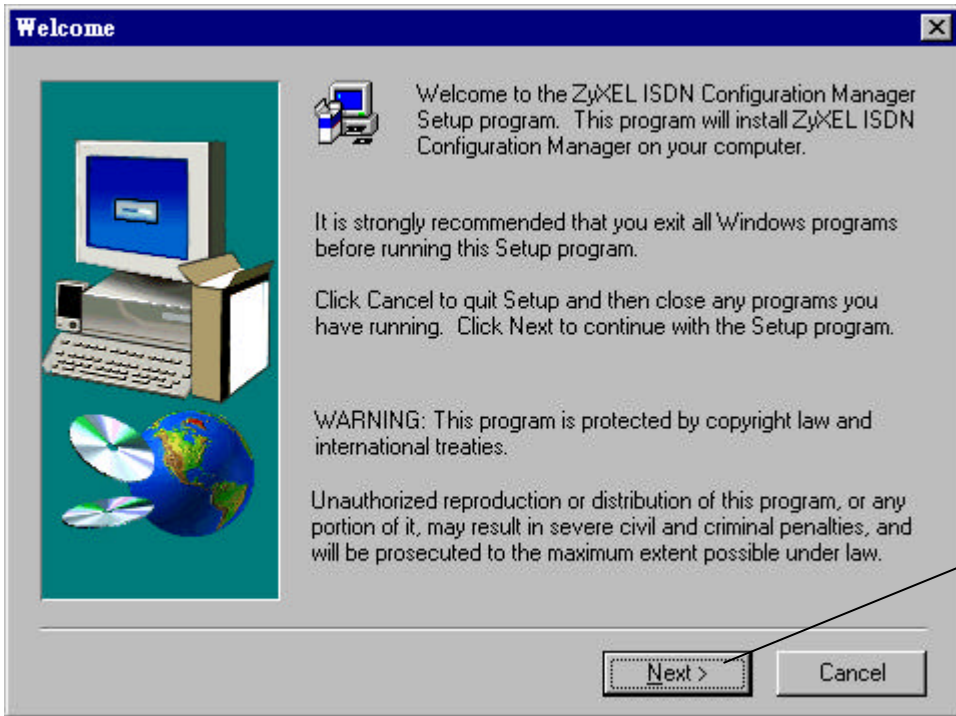 Welcome
Welcome to the ZyXEL ISDN Configuration Manager
Setup program.  This program will install ZyXEL ISDN
Configuration Manager on your computer.
It is strongly recommended that you exit all Windows programs
before running this Setup program.
Click Cancel to quit Setup and then close any programs you
have running.  Click Next to continue with the Setup program.
WARNING: This program is protected by copyright law and
international treaties.
Unauthorized reproduction or distribution of this program, or any
portion of it, may result in severe civil and criminal penalties, and
will be prosecuted to the maximum extent possible under law.
Next >
Cancel